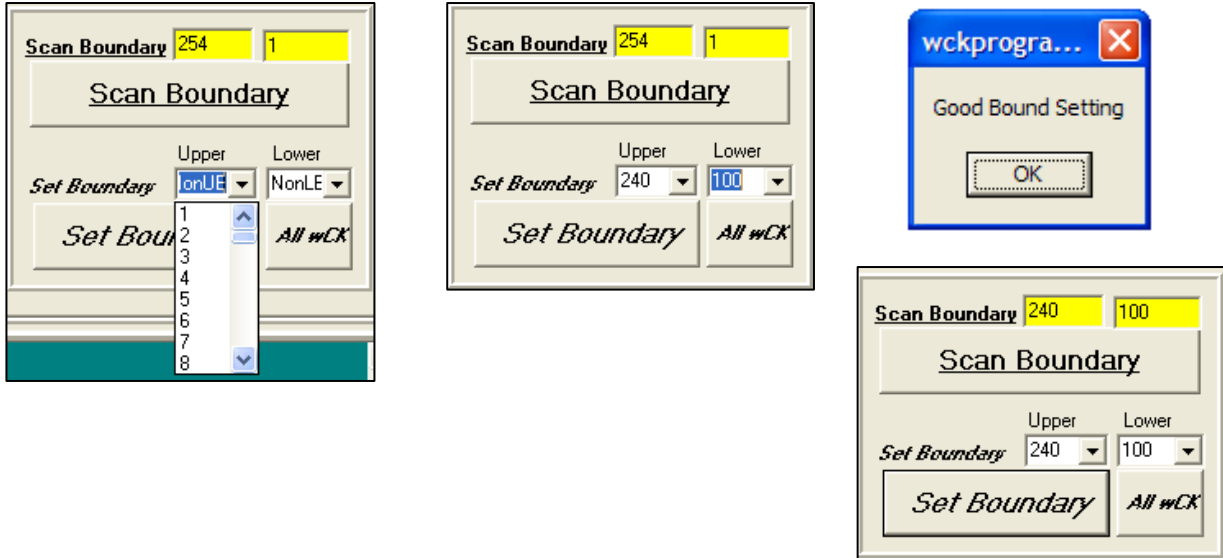 Scan Boundary 254 1
Scan Boundary
Upper Lower
Set Boundary NonLE
Set Bou All wCK
1
2
3
4
5
6
7
8
Scan Boundary 254 1
Scan Boundary
Upper Lower
Set Boundary 240 100
Set Boundary All wCK
wckprogra...
Good Bound Setting
OK
Scan Boundary 240 100
Scan Boundary
Upper Lower
Set Boundary 240 100
Set Boundary All wCK